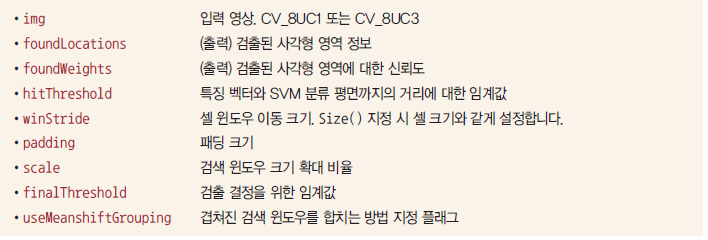 • img 입력 영상. CV_8UC1 또는 CV_8UC3
• foundLocations (출력) 검출된 사각형 영역 정보
• foundWeights (출력) 검출된 사각형 영역에 대한 신뢰도
• hitThreshold 특징 벡터와 SVM 분류 평면까지의 거리에 대한 임계값
• winStride 셀 윈도우 이동 크기. Size() 지정 시 셀 크기와 같게 설정합니다.
• padding 패딩 크기
• scale 검색 윈도우 크기 확대 비율
• finalThreshold 검출 결정을 위한 임계값
• useMeanshiftGrouping 겹쳐진 검색 윈도우를 합치는 방법 지정 플래그